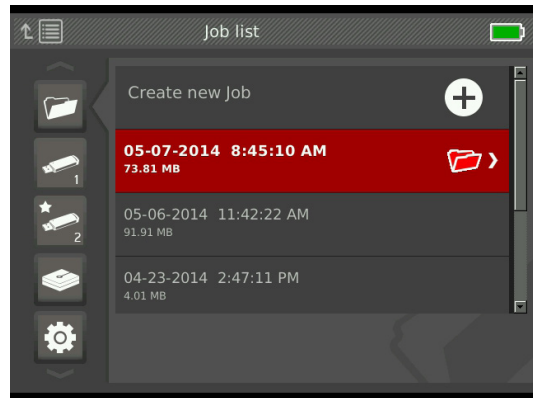 Job list
Create new Job
05-07-2014 8:45:10 AM
73.81 MB
1
05-06-2014 11:42:22 AM
91.91 MB
2
04-23-2014 2:47:11 PM
4.01 MB